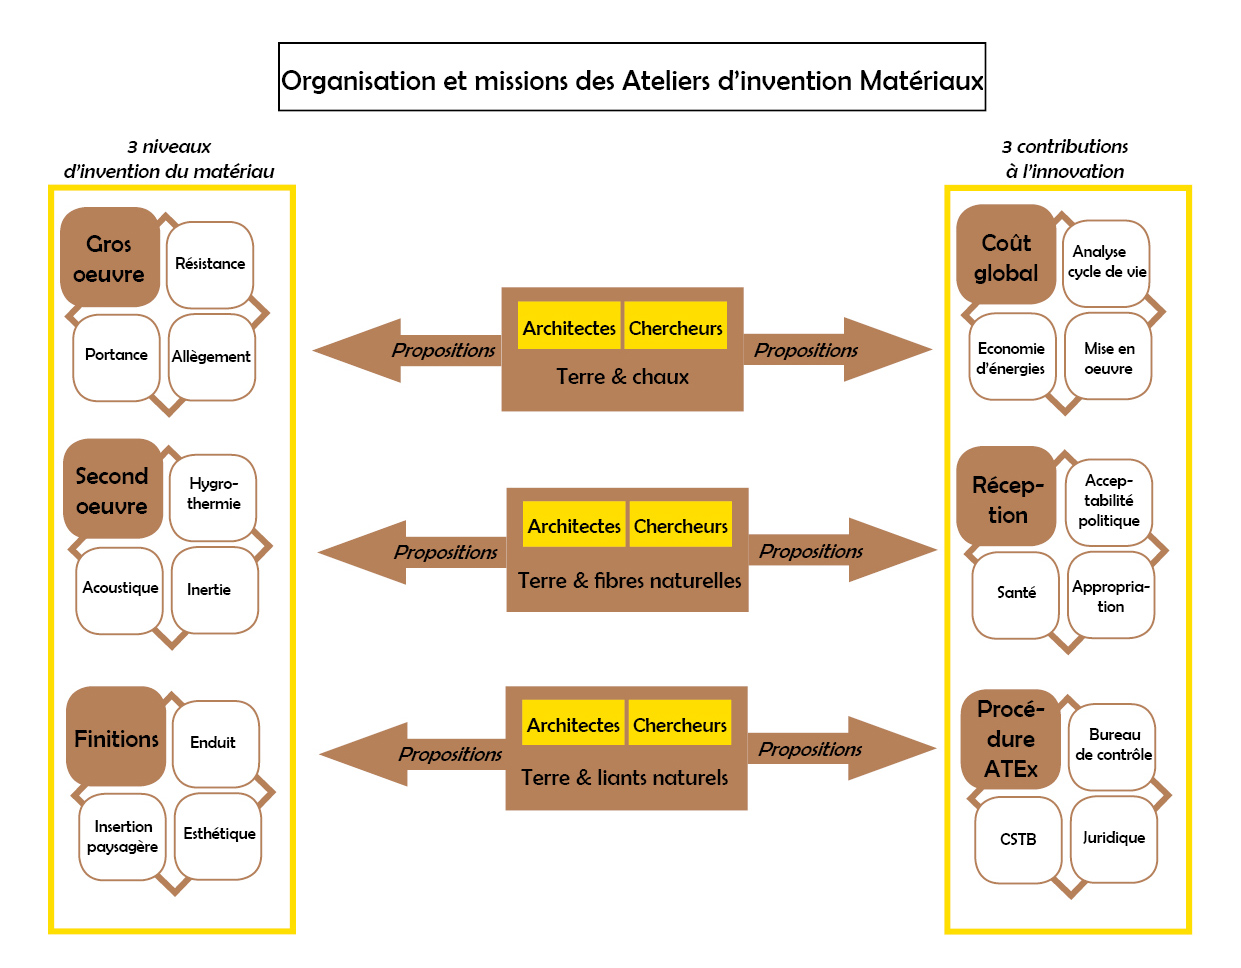 Organisation et missions des Ateliers d'invention Matériaux
3 niveaux
d'invention du matériau
Gros
oeuvre
Résistance
Portance
Allègement
Second
oeuvre
Hygro-
thermie
Acoustique
Inertie
Finitions
Enduit
Insertion
paysagère
Esthétique
Propositions
Architectes
Chercheurs
Terre & chaux
Propositions
Propositions
Architectes
Chercheurs
Terre & fibres naturelles
Propositions
Propositions
Architectes
Chercheurs
Terre & liants naturels
Propositions
3 contributions
à l'innovation
Coût
global
Analyse
cycle de vie
Economie
d'énergies
Mise en
oeuvre
Récep-
tion
Accep-
tabilité
politique
Santé
Appropria-
tion
Procé-
dure
ATEx
Bureau
de contrôle
CSTB
Juridique